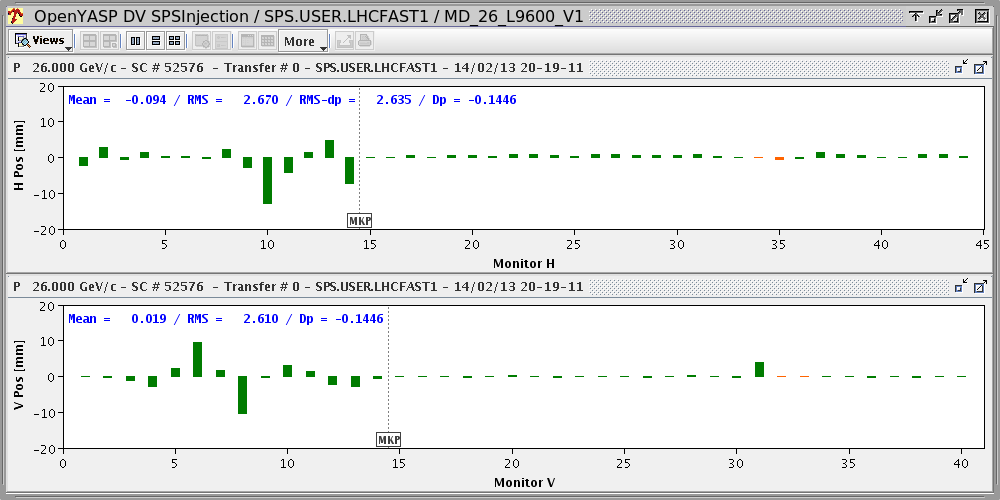 OpenYASP DV SPSInjection / SPS.USER.LHCFAST1 / MD_26_L9600_V1
Views
More
P 26.000 GeV/c - SC # 52576 - Transfer # 0 - SPS.USER.LHCFAST1 - 14/02/13 20-19-11
Mean = -0.094 / RMS = 2.670 / RMS-dp = 2.635 / Dp = -0.1446
H Pos [mm]
20
10
0
-10
-20
MKP
0 5 10 15 20 25 30 35 40 45
Monitor H
P 26.000 GeV/c - SC # 52576 - Transfer # 0 - SPS.USER.LHCFAST1 - 14/02/13 20-19-11
Mean = 0.019 / RMS = 2.610 / Dp = -0.1446
V Pos [mm]
20
10
0
-10
-20
MKP
0 5 10 15 20 25 30 35 40
Monitor V